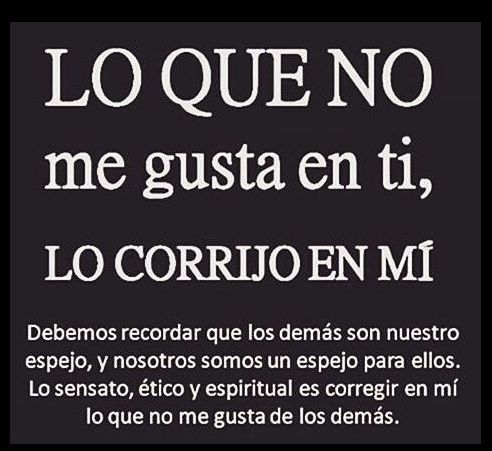 LO QUE NO
me gusta en ti,
LO CORRIJO EN MÍ
Debemos recordar que los demás son nuestro
espejo, y nosotros somos un espejo para ellos.
Lo sensato, ético y espiritual es corregir en mí
lo que no me gusta de los demás.